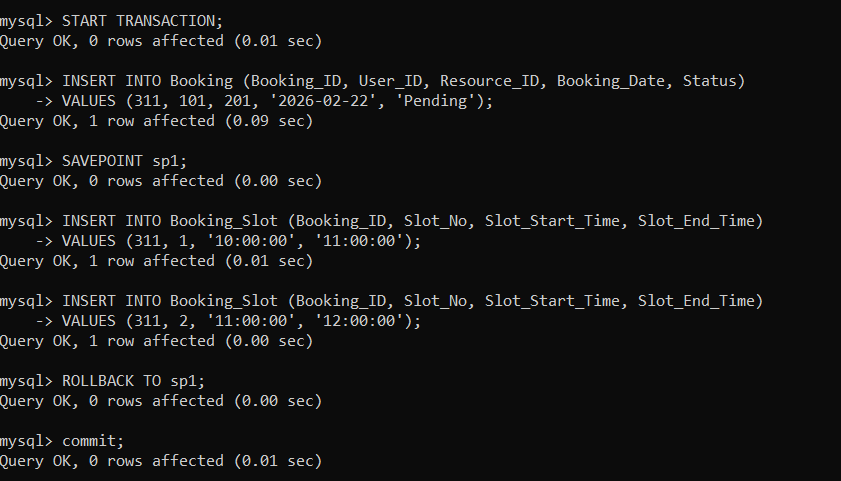 mysql> START TRANSACTION;
Query OK, 0 rows affected (0.01 sec)
mysql> INSERT INTO Booking (Booking_ID, User_ID, Resource_ID, Booking_Date, Status)
-> VALUES (311, 101, 201, '2026-02-22', 'Pending');
Query OK, 1 row affected (0.09 sec)
mysql> SAVEPOINT sp1;
Query OK, 0 rows affected (0.00 sec)
mysql> INSERT INTO Booking_Slot (Booking_ID, Slot_No, Slot_Start_Time, Slot_End_Time)
-> VALUES (311, 1, '10:00:00', '11:00:00');
Query OK, 1 row affected (0.01 sec)
mysql> INSERT INTO Booking_Slot (Booking_ID, Slot_No, Slot_Start_Time, Slot_End_Time)
-> VALUES (311, 2, '11:00:00', '12:00:00');
Query OK, 1 row affected (0.00 sec)
mysql> ROLLBACK TO sp1;
Query OK, 0 rows affected (0.00 sec)
mysql> commit;
Query OK, 0 rows affected (0.01 sec)